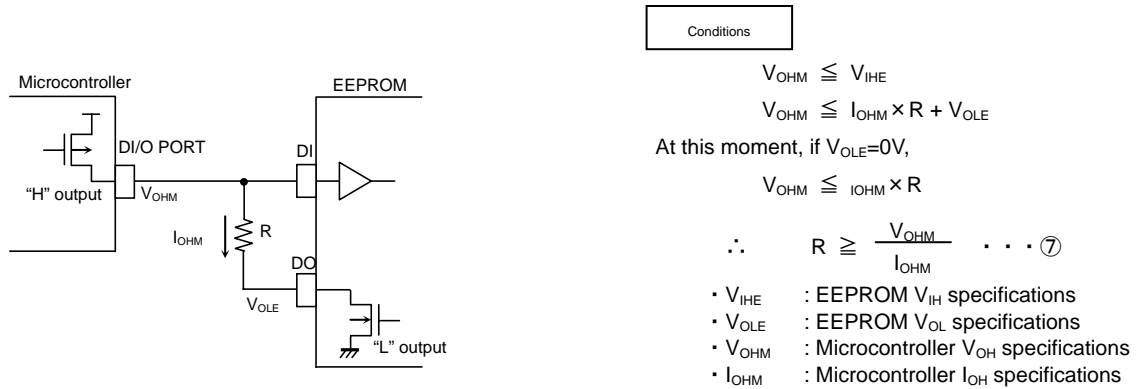 Microcontroller
EEPROM
DI/O PORT
DI
"H" output
VOHM
IOHM
R
DO
VOLE
"L" output
Conditions
VOHM ≦ VIHE
VOHM ≦ IOHM × R + VOLE
At this moment, if VOLE=0V,
VOHM ≦ IOHM × R
∴ R ≧ VOHM / IOHM ・・・⑦
・VIHE : EEPROM VIH specifications
・VOLE : EEPROM VOL specifications
・VOHM : Microcontroller VOH specifications
・IOHM : Microcontroller IOH specifications